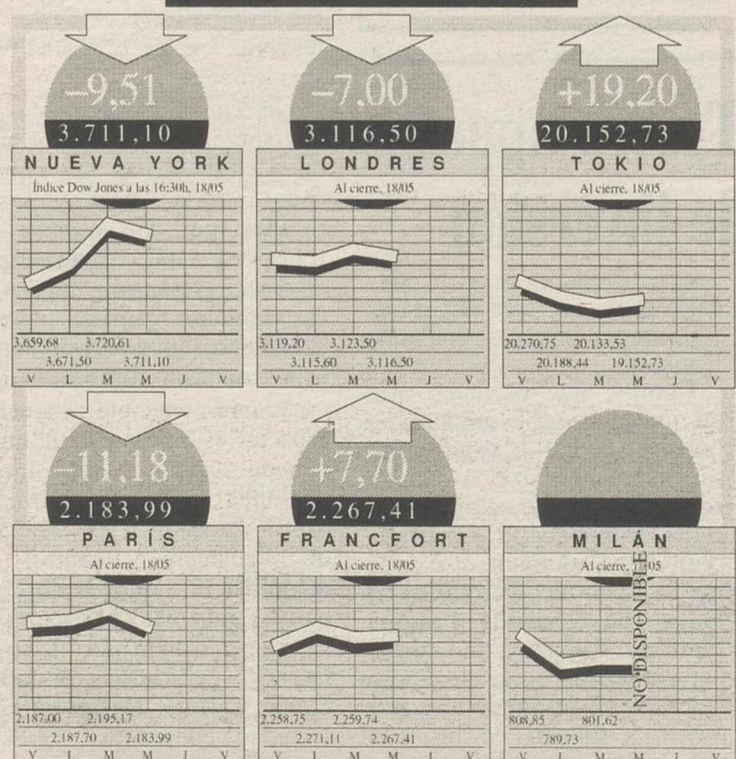 –9,51
3.711,10
NUEVA YORK
Índice Dow Jones a las 16:30h, 18/05
3.659,68 3.720,61
3.671,50 3.711,10
V L M M J V
–7,00
3.116,50
LONDRES
Al cierre, 18/05
3.119,20 3.123,50
3.115,60 3.116,50
V L M M J V
+19,20
20.152,73
TOKIO
Al cierre, 18/05
20.270,75 20.133,53
20.188,44 19.152,73
V L M M J V
–11,18
2.183,99
PARÍS
Al cierre, 18/05
2.187,00 2.195,17
2.187,70 2.183,99
V L M M J V
+7,70
2.267,41
FRANCFORT
Al cierre, 18/05
2.258,75 2.259,74
2.271,11 2.267,41
V L M M J V
MILÁN
Al cierre, 18/05
NO DISPONIBLE
808,85 801,62
789,73
V L M M J V